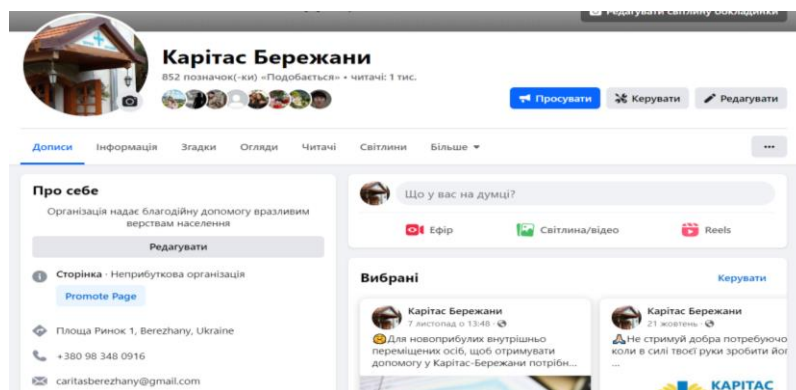 Редагувати світлину обкладинки
Карітас Бережани
852 позначок(-ки) «Подобається» • читачі: 1 тис.
Просувати
Керувати
Редагувати
Дописи
Інформація
Згадки
Огляди
Читачі
Світлини
Більше
Про себе
Організація надає благодійну допомогу вразливим
верствам населення
Редагувати
Сторінка · Неприбуткова організація
Promote Page
Площа Ринок 1, Berezhany, Ukraine
+380 98 348 0916
caritasberezhany@gmail.com
Що у вас на думці?
Ефір
Світлина/відео
Reels
Вибрані
Керувати
Карітас Бережани
7 листопад о 13:48 ·
Для новоприбулих внутрішньо
переміщених осіб, щоб отримувати
допомогу у Карітас-Бережани потрібн...
Карітас Бережани
21 жовтень ·
Не стримуй добра потребуючо
коли в силі твоєї руки зробити йог
...
КАРІТАС